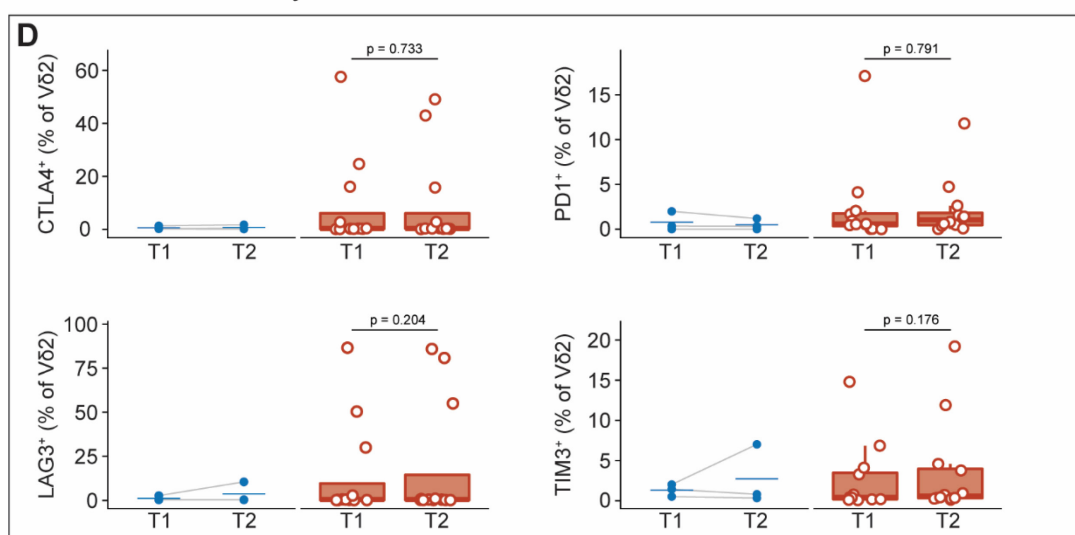 D
CTLA4⁺ (% of Vδ2)
60
40
20
0
p = 0.733
T1
T2
T1
T2
PD1⁺ (% of Vδ2)
15
10
5
0
p = 0.791
T1
T2
T1
T2
LAG3⁺ (% of Vδ2)
100
75
50
25
0
p = 0.204
T1
T2
T1
T2
TIM3⁺ (% of Vδ2)
20
15
10
5
0
p = 0.176
T1
T2
T1
T2